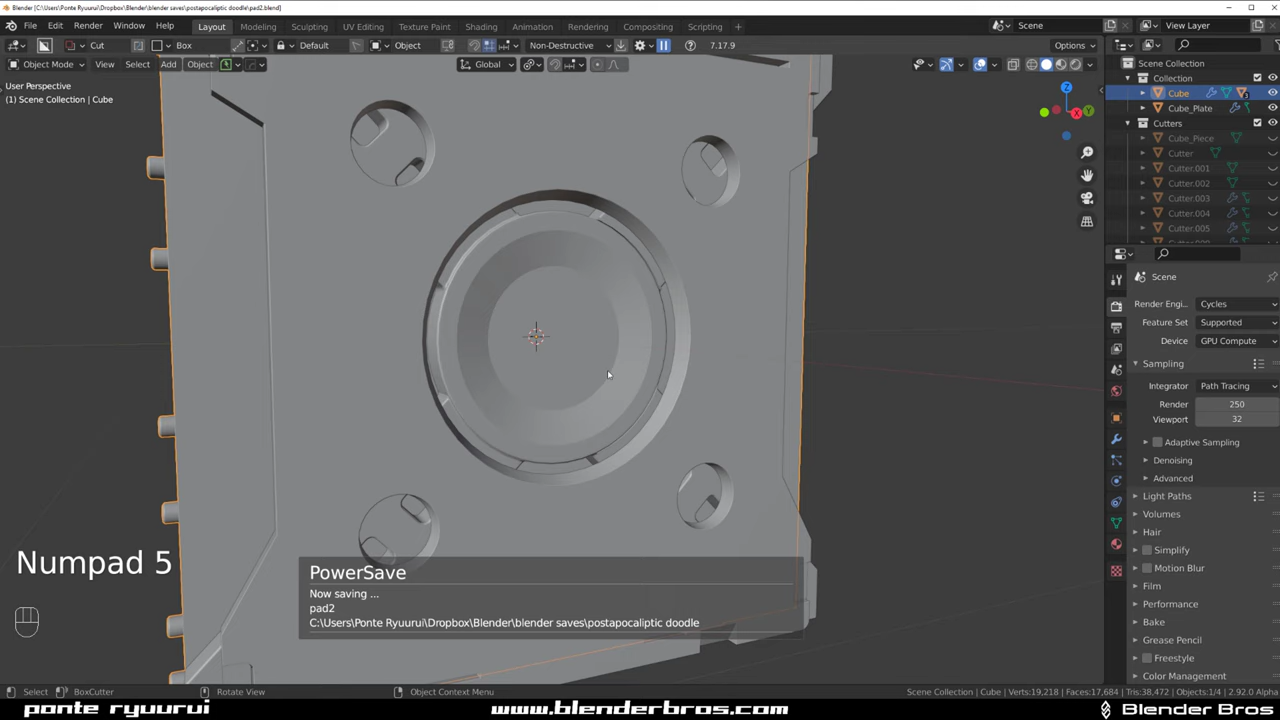 Blender [C:\Users\Ponte Ryuurui\Dropbox\Blender\blender saves\postapocaliptic doodle\pad2.blend]
File Edit Render Window Help Layout Modeling Sculpting UV Editing Texture Paint Shading Animation Rendering Compositing Scripting + Scene View Layer
Cut Box Default Object Non-Destructive 7.17.9 Options
Object Mode View Select Add Object Global
User Perspective
(1) Scene Collection | Cube
Scene Collection
Collection
Cube
Cube_Plate
Cutters
Cube_Piece
Cutter
Cutter.001
Cutter.002
Cutter.003
Cutter.004
Cutter.005
Scene
Render Engi... Cycles
Feature Set Supported
Device GPU Compute
Sampling
Integrator Path Tracing
Render 250
Viewport 32
Adaptive Sampling
Denoising
Advanced
Light Paths
Volumes
Hair
Simplify
Motion Blur
Film
Performance
Bake
Grease Pencil
Freestyle
Color Management
Numpad 5
PowerSave
Now saving ...
pad2
C:\Users\Ponte Ryuurui\Dropbox\Blender\blender saves\postapocaliptic doodle
Select BoxCutter Rotate View Object Context Menu Scene Collection | Cube | Verts:19,218 | Faces:17,684 | Tris:38,472 | Objects:1/4 | 2.92.0 Alpha
ponte ryuurui www.blenderbros.com Blender Bros